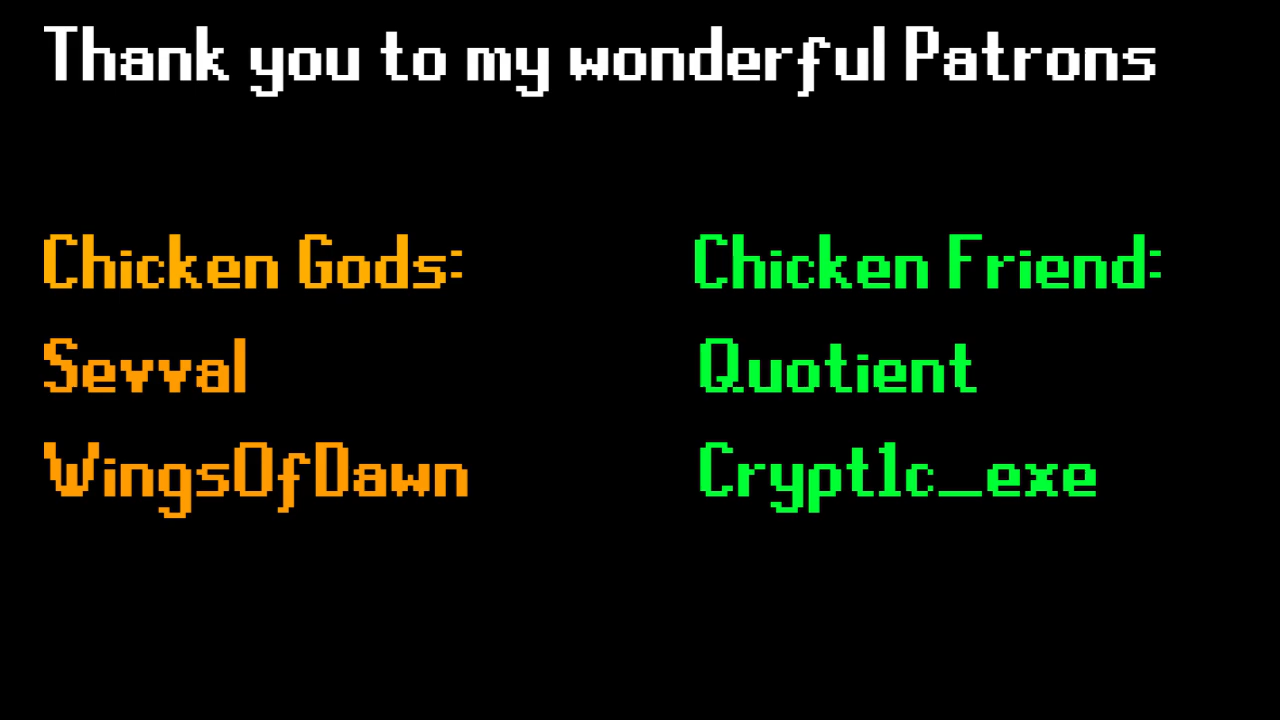 Thank you to my wonderful Patrons
Chicken Gods:
Sevval
WingsOfDawn
Chicken Friend:
Quotient
Crypt1c_exe